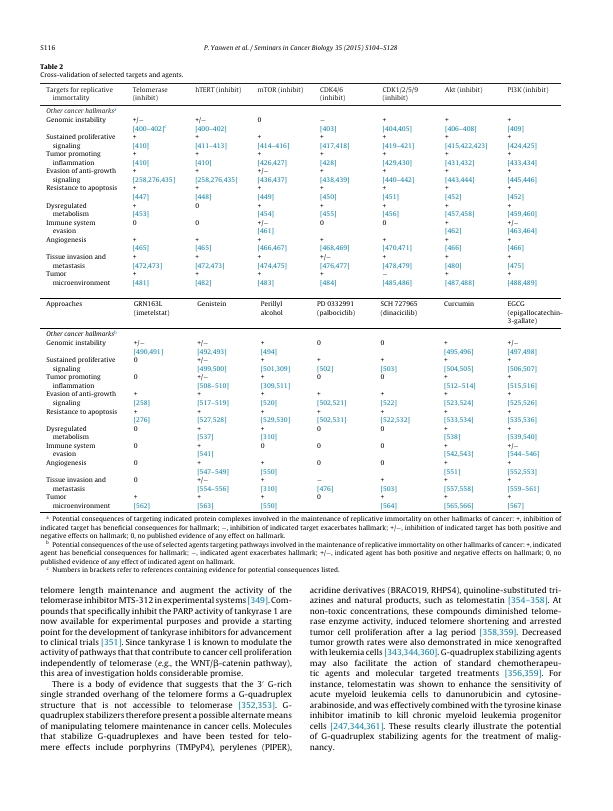 S116
P. Yaswen et al. / Seminars in Cancer Biology 35 (2015) S104–S128
Table 2
Cross-validation of selected targets and agents.
Targets for replicative immortality Telomerase (inhibit) hTERT (inhibit) mTOR (inhibit) CDK4/6 (inhibit) CDK1/2/5/9 (inhibit) Akt (inhibit) PI3K (inhibit)
Other cancer hallmarksᵃ
Genomic instability +/− +/− 0 − + + +
[400–402]ᶜ [400–402] [403] [404,405] [406–408] [409]
Sustained proliferative + + + + + + +
signaling [410] [411–413] [414–416] [417,418] [419–421] [415,422,423] [424,425]
Tumor promoting + + + + + + +
inflammation [410] [410] [426,427] [428] [429,430] [431,432] [433,434]
Evasion of anti-growth + + +/− + + + +
signaling [258,276,435] [258,276,435] [436,437] [438,439] [440–442] [443,444] [445,446]
Resistance to apoptosis + + + + + + +
[447] [448] [449] [450] [451] [452] [452]
Dysregulated + 0 + + + + +
metabolism [453] [454] [455] [456] [457,458] [459,460]
Immune system 0 0 +/− 0 0 + +/−
evasion [461] [462] [463,464]
Angiogenesis + + + + + + +
[465] [465] [466,467] [468,469] [470,471] [466] [466]
Tissue invasion and + + + +/− + + +
metastasis [472,473] [472,473] [474,475] [476,477] [478,479] [480] [475]
Tumor + + + + − + +
microenvironment [481] [482] [483] [484] [485,486] [487,488] [488,489]
Approaches GRN163L (imetelstat) Genistein Perillyl alcohol PD 0332991 (palbociclib) SCH 727965 (dinacicilib) Curcumin EGCG (epigallocatechin-3-gallate)
Other cancer hallmarksᵇ
Genomic instability +/− +/− + 0 0 + +/−
[490,491] [492,493] [494] [495,496] [497,498]
Sustained proliferative 0 +/− + + + + +
signaling [499,500] [501,309] [502] [503] [504,505] [506,507]
Tumor promoting 0 +/− + 0 0 + +
inflammation [508–510] [309,511] [512–514] [515,516]
Evasion of anti-growth + + + + + + +
signaling [258] [517–519] [520] [502,521] [522] [523,524] [525,526]
Resistance to apoptosis + + + + + + +
[276] [527,528] [529,530] [502,531] [522,532] [533,534] [535,536]
Dysregulated 0 + + 0 0 + +
metabolism [537] [310] [538] [539,540]
Immune system 0 + 0 0 0 + +/−
evasion [541] [542,543] [544–546]
Angiogenesis 0 + + 0 0 + +
[547–549] [550] [551] [552,553]
Tissue invasion and 0 +/− + − + + +
metastasis [554–556] [310] [476] [503] [557,558] [559–561]
Tumor + + + 0 + + +
microenvironment [562] [563] [550] [564] [565,566] [567]
ᵃ Potential consequences of targeting indicated protein complexes involved in the maintenance of replicative immortality on other hallmarks of cancer: +, inhibition of
indicated target has beneficial consequences for hallmark; −, inhibition of indicated target exacerbates hallmark; +/−, inhibition of indicated target has both positive and
negative effects on hallmark; 0, no published evidence of any effect on hallmark.
ᵇ Potential consequences of the use of selected agents targeting pathways involved in the maintenance of replicative immortality on other hallmarks of cancer: +, indicated
agent has beneficial consequences for hallmark; −, indicated agent exacerbates hallmark; +/−, indicated agent has both positive and negative effects on hallmark; 0, no
published evidence of any effect of indicated agent on hallmark.
ᶜ Numbers in brackets refer to references containing evidence for potential consequences listed.
telomere length maintenance and augment the activity of the
telomerase inhibitor MTS-312 in experimental systems [349]. Com-
pounds that specifically inhibit the PARP activity of tankyrase 1 are
now available for experimental purposes and provide a starting
point for the development of tankyrase inhibitors for advancement
to clinical trials [351]. Since tankyrase 1 is known to modulate the
activity of pathways that that contribute to cancer cell proliferation
independently of telomerase (e.g., the WNT/β-catenin pathway),
this area of investigation holds considerable promise.
There is a body of evidence that suggests that the 3′ G-rich
single stranded overhang of the telomere forms a G-quadruplex
structure that is not accessible to telomerase [352,353]. G-
quadruplex stabilizers therefore present a possible alternate means
of manipulating telomere maintenance in cancer cells. Molecules
that stabilize G-quadruplexes and have been tested for telo-
mere effects include porphyrins (TMPyP4), perylenes (PIPER),
acridine derivatives (BRACO19, RHPS4), quinoline-substituted tri-
azines and natural products, such as telomestatin [354–358]. At
non-toxic concentrations, these compounds diminished telome-
rase enzyme activity, induced telomere shortening and arrested
tumor cell proliferation after a lag period [358,359]. Decreased
tumor growth rates were also demonstrated in mice xenografted
with leukemia cells [343,344,360]. G-quadruplex stabilizing agents
may also facilitate the action of standard chemotherapeu-
tic agents and molecular targeted treatments [356,359]. For
instance, telomestatin was shown to enhance the sensitivity of
acute myeloid leukemia cells to danunorubicin and cytosine-
arabinoside, and was effectively combined with the tyrosine kinase
inhibitor imatinib to kill chronic myeloid leukemia progenitor
cells [247,344,361]. These results clearly illustrate the potential
of G-quadruplex stabilizing agents for the treatment of malig-
nancy.